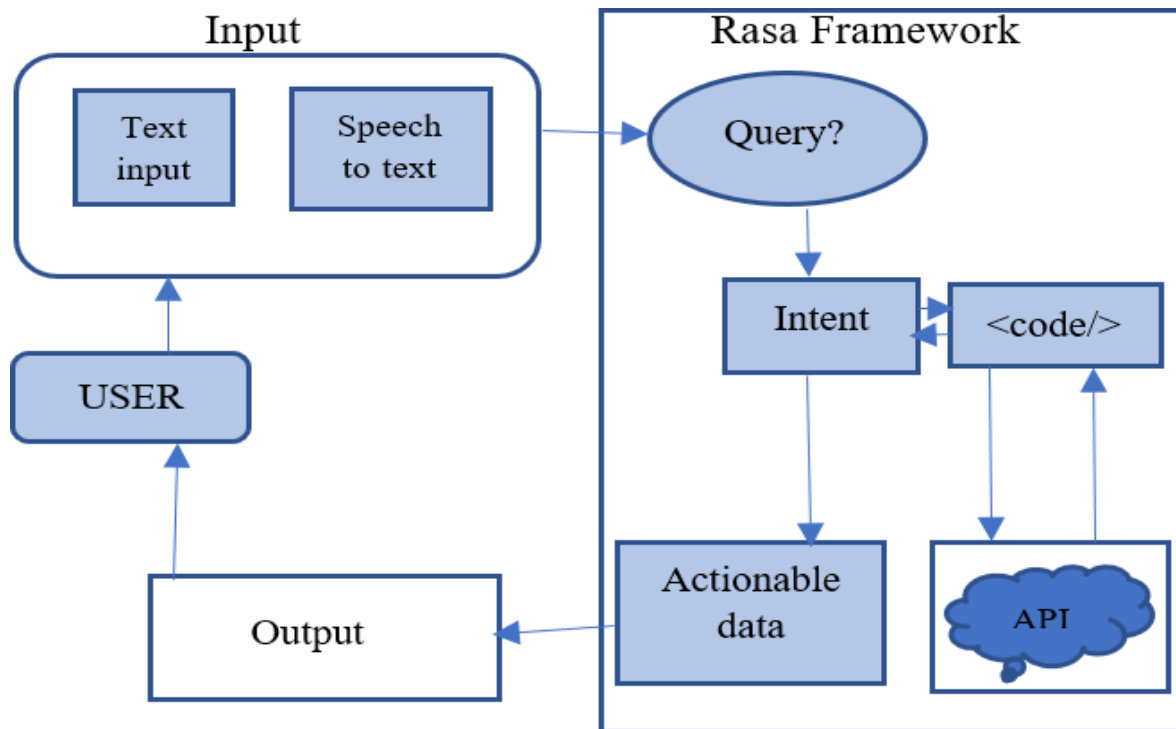 Input
Rasa Framework
Text
input
Speech
to text
Query?
Intent
<code/>
USER
Actionable
data
API
Output